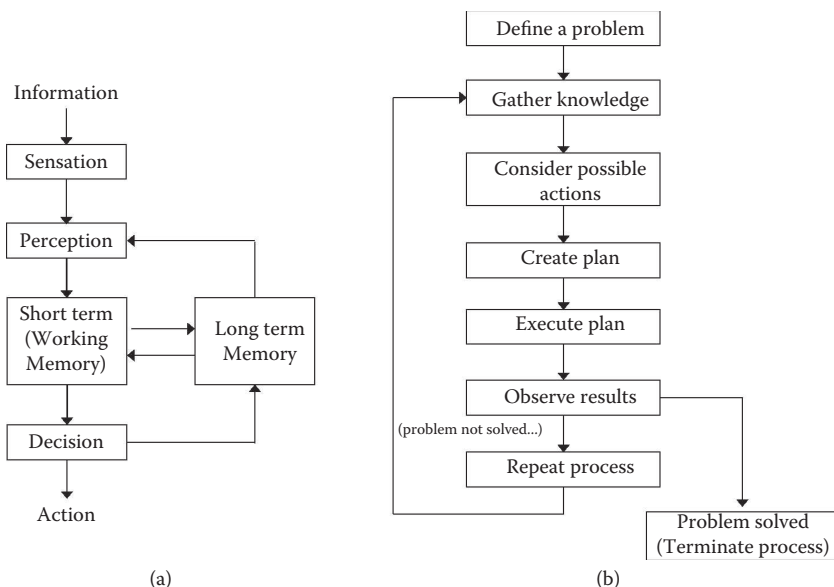 Information
Sensation
Perception
Short term
(Working
Memory)
Long term
Memory
Decision
Action
(a)
Define a problem
Gather knowledge
Consider possible
actions
Create plan
Execute plan
Observe results
(problem not solved...)
Repeat process
Problem solved
(Terminate process)
(b)